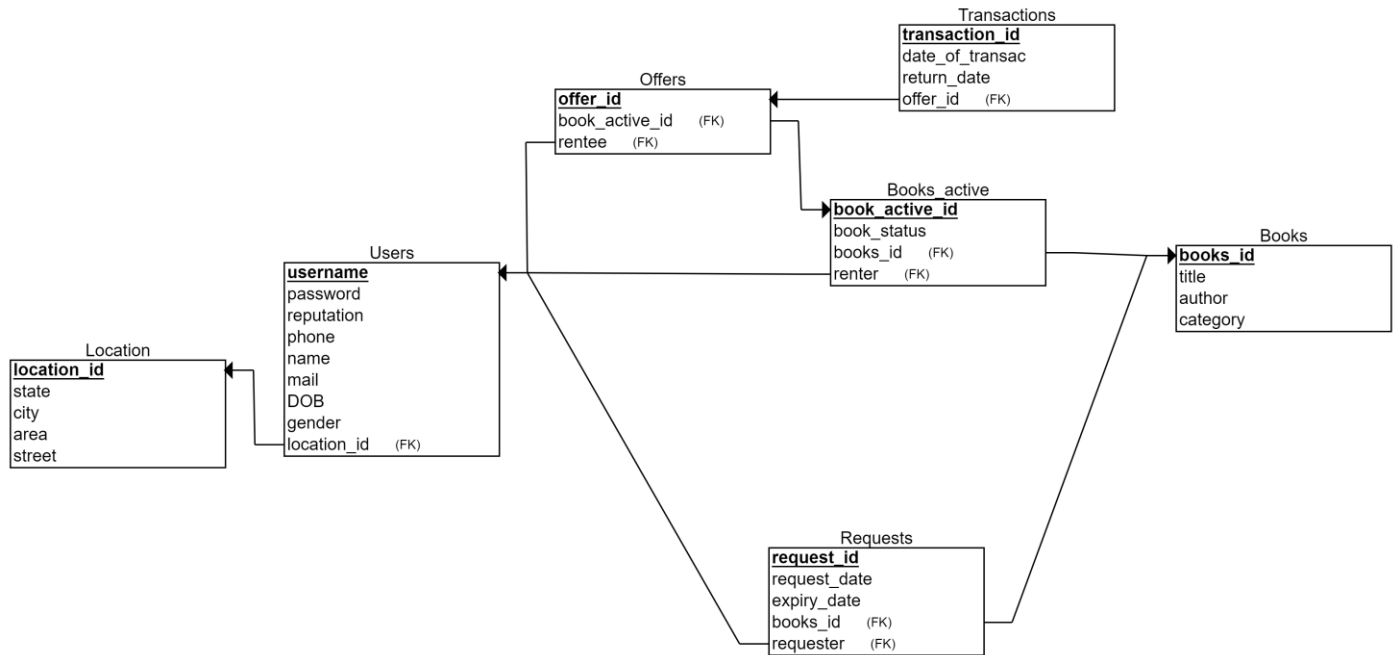 Transactions
transaction_id
date_of_transac
return_date
offer_id (FK)
Offers
offer_id
book_active_id (FK)
rentee (FK)
Books_active
book_active_id
book_status
books_id (FK)
renter (FK)
Books
books_id
title
author
category
Users
username
password
reputation
phone
name
mail
DOB
gender
location_id (FK)
Location
location_id
state
city
area
street
Requests
request_id
request_date
expiry_date
books_id (FK)
requester (FK)